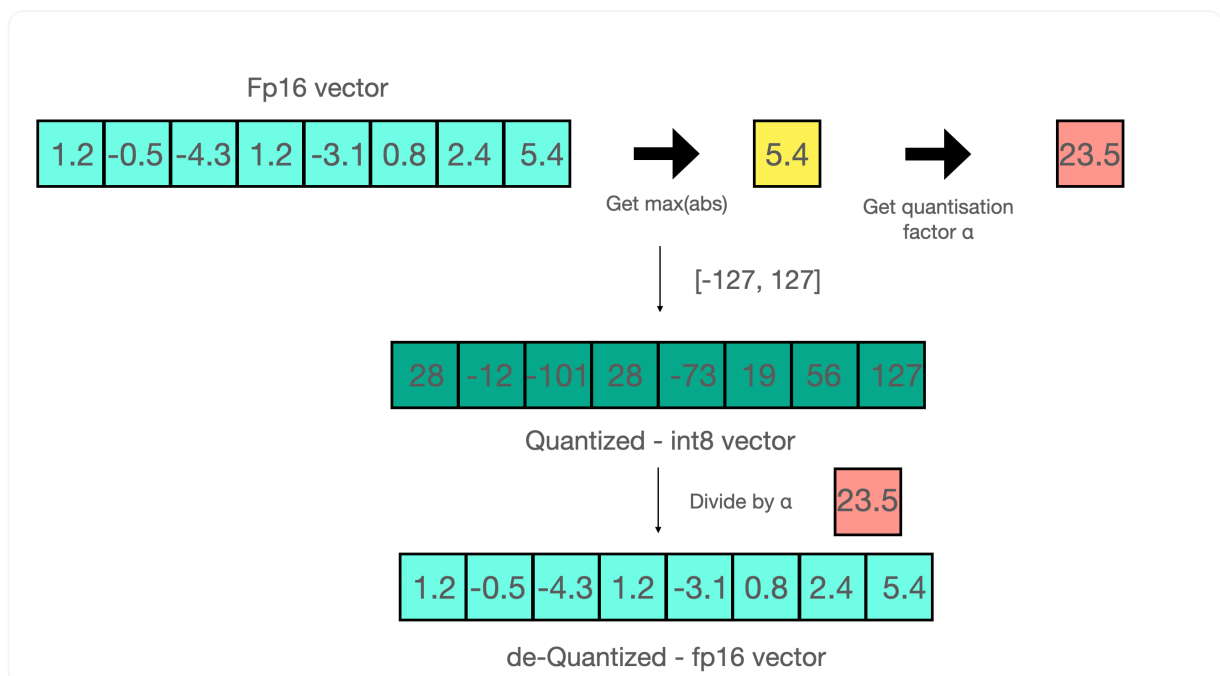 Fp16 vector
1.2 -0.5 -4.3 1.2 -3.1 0.8 2.4 5.4
5.4
23.5
Get max(abs)
Get quantisation
factor α
[-127, 127]
28 -12 -101 28 -73 19 56 127
Quantized - int8 vector
Divide by α
23.5
1.2 -0.5 -4.3 1.2 -3.1 0.8 2.4 5.4
de-Quantized - fp16 vector